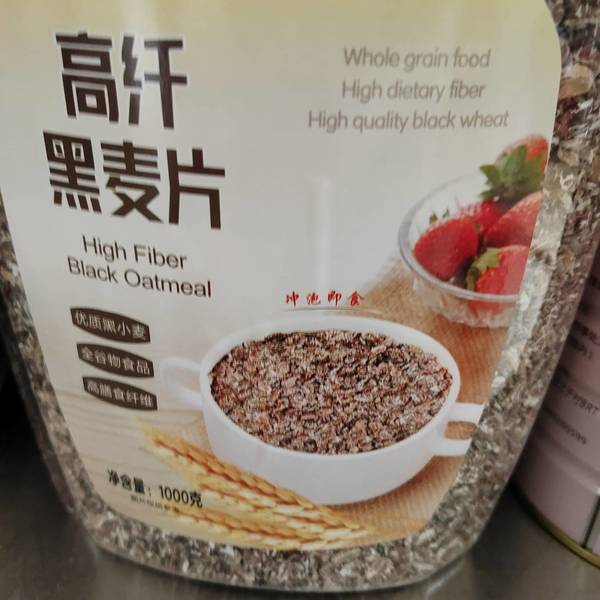 高纤
黑麦片
High Fiber
Black Oatmeal
Whole grain food
High dietary fiber
High quality black wheat
优质黑小麦
全谷物食品
高膳食纤维
冲泡即食
净含量：1000克